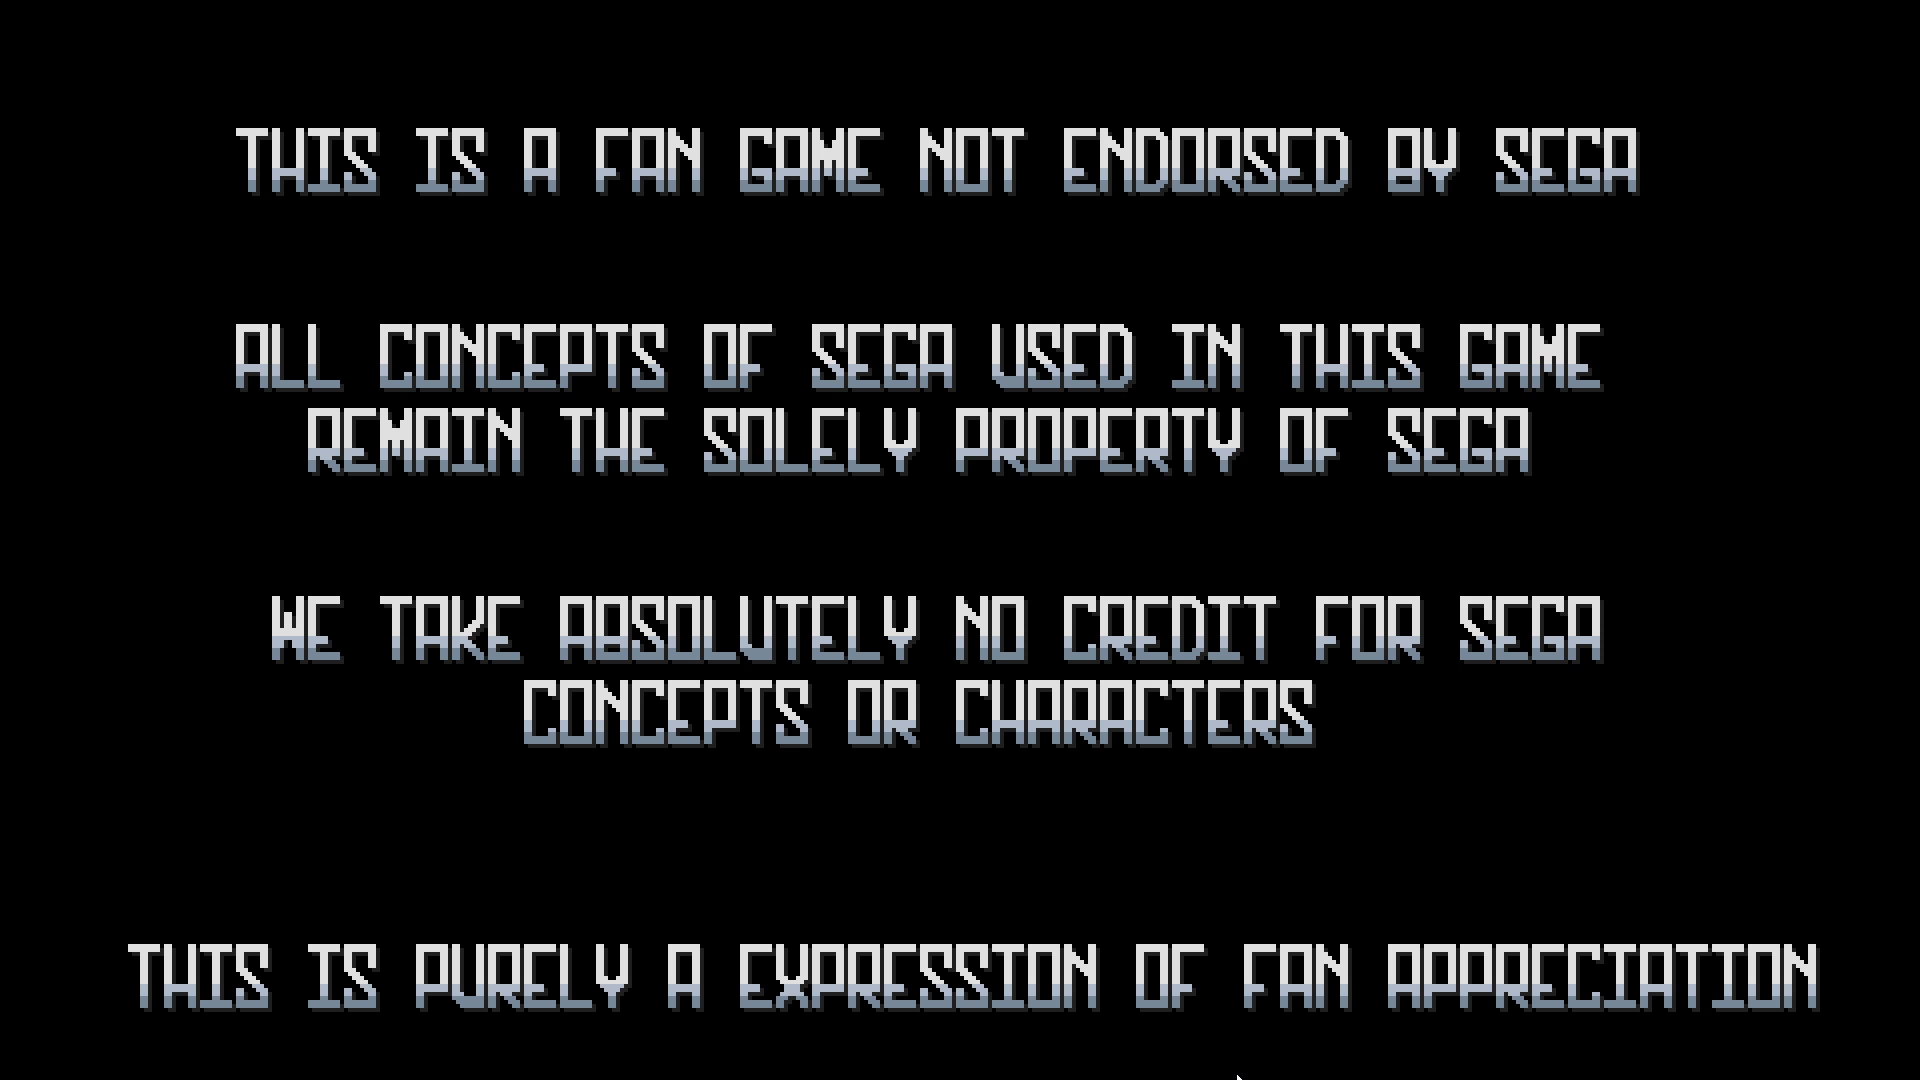 THIS IS A FAN GAME NOT ENDORSED BY SEGA
ALL CONCEPTS OF SEGA USED IN THIS GAME
REMAIN THE SOLELY PROPERTY OF SEGA
WE TAKE ABSOLUTELY NO CREDIT FOR SEGA
CONCEPTS OR CHARACTERS
THIS IS PURELY A EXPRESSION OF FAN APPRECIATION